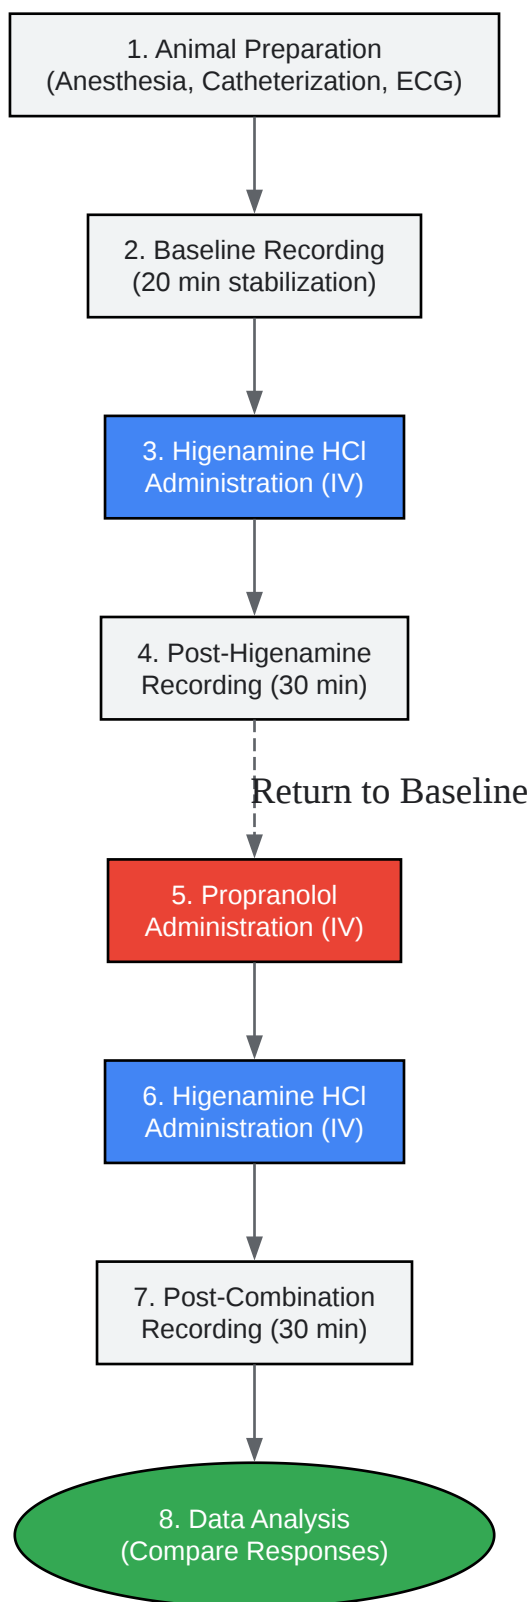 1. Animal Preparation
(Anesthesia, Catheterization, ECG)
2. Baseline Recording
(20 min stabilization)
3. Higenamine HCl
Administration (IV)
4. Post-Higenamine
Recording (30 min)
Return to Baseline
5. Propranolol
Administration (IV)
6. Higenamine HCl
Administration (IV)
7. Post-Combination
Recording (30 min)
8. Data Analysis
(Compare Responses)